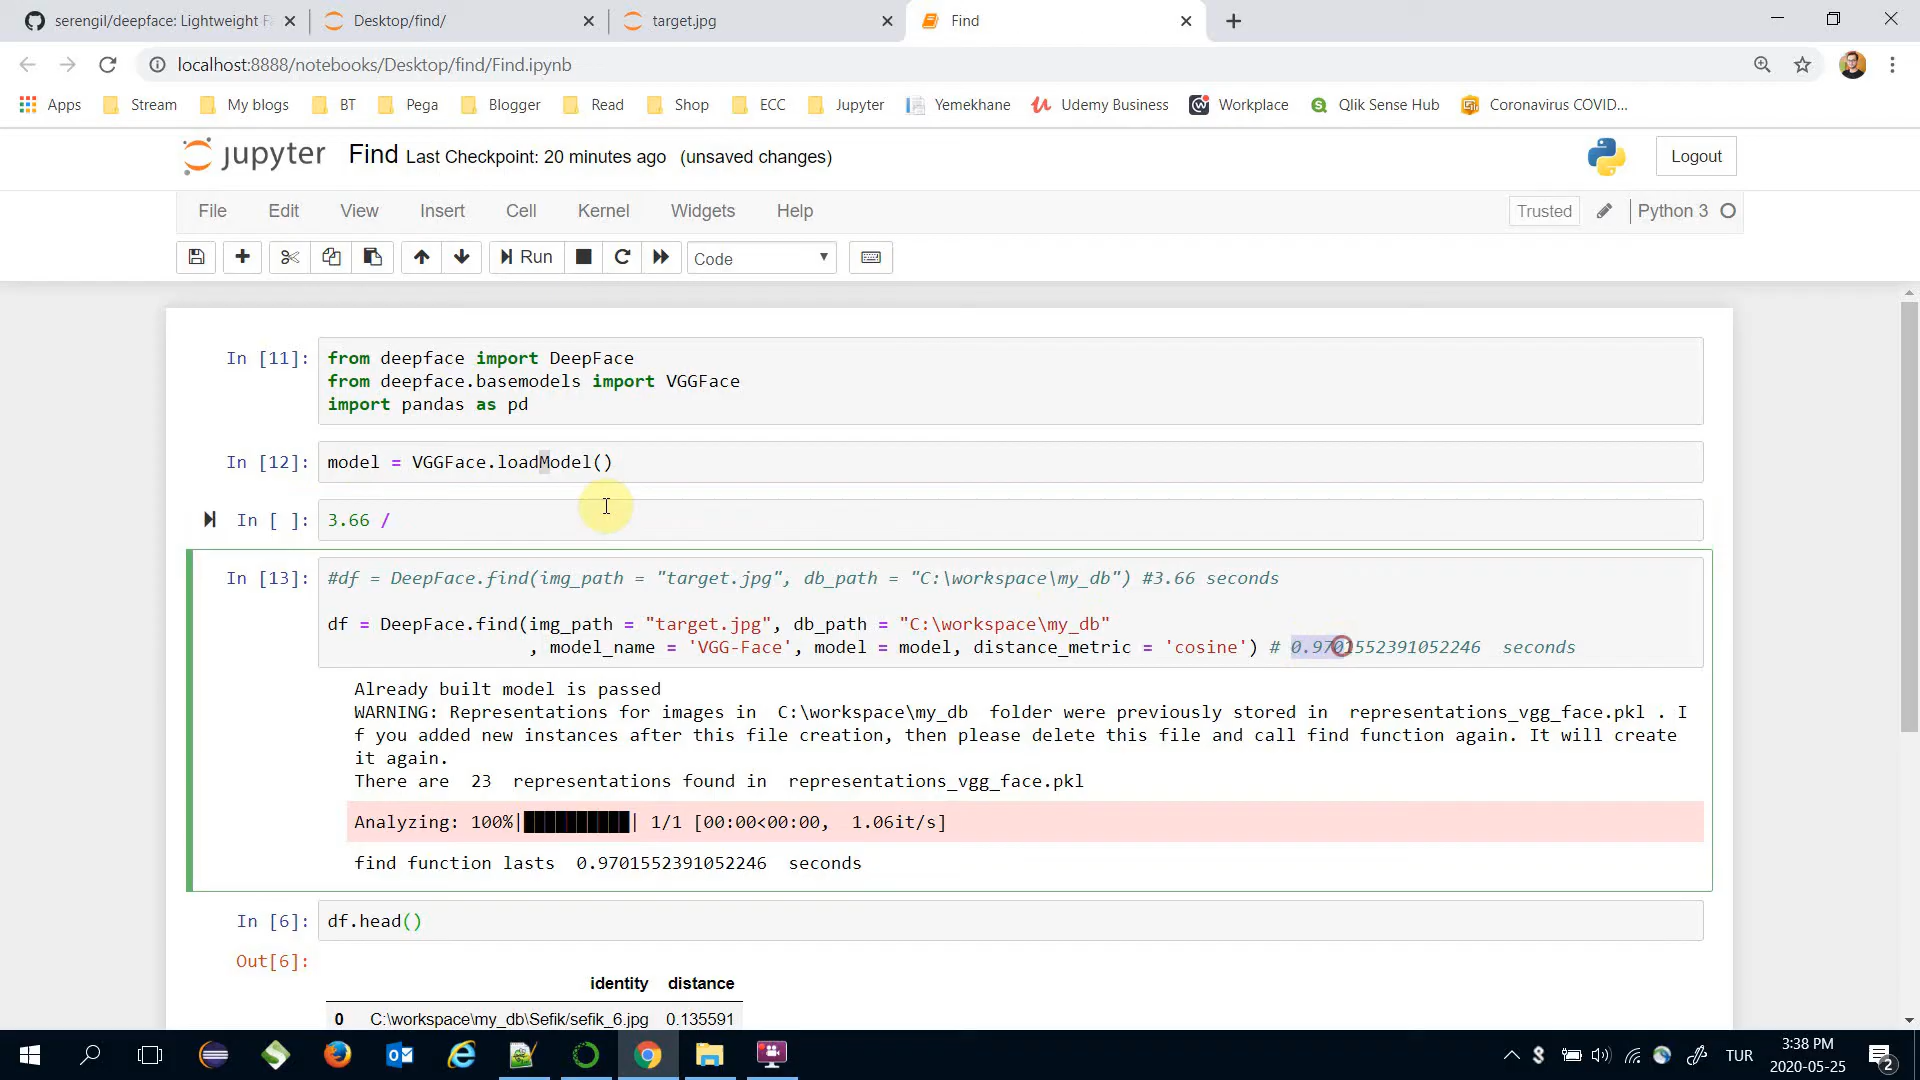 serengil/deepface: Lightweight F
Desktop/find/
target.jpg
Find
localhost:8888/notebooks/Desktop/find/Find.ipynb
Apps
Stream
My blogs
BT
Pega
Blogger
Read
Shop
ECC
Jupyter
Yemekhane
Udemy Business
Workplace
Qlik Sense Hub
Coronavirus COVID...
jupyter Find Last Checkpoint: 20 minutes ago (unsaved changes)
Logout
File Edit View Insert Cell Kernel Widgets Help
Trusted
Python 3
Run
Code
In [11]:
from deepface import DeepFace
from deepface.basemodels import VGGFace
import pandas as pd
In [12]:
model = VGGFace.loadModel()
In [ ]:
3.66 /
In [13]:
#df = DeepFace.find(img_path = "target.jpg", db_path = "C:\workspace\my_db") #3.66 seconds
df = DeepFace.find(img_path = "target.jpg", db_path = "C:\workspace\my_db"
, model_name = 'VGG-Face', model = model, distance_metric = 'cosine') # 0.9701552391052246 seconds
Already built model is passed
WARNING: Representations for images in C:\workspace\my_db folder were previously stored in representations_vgg_face.pkl . I
f you added new instances after this file creation, then please delete this file and call find function again. It will create
it again.
There are 23 representations found in representations_vgg_face.pkl
Analyzing: 100%|██████████| 1/1 [00:00<00:00, 1.06it/s]
find function lasts 0.9701552391052246 seconds
In [6]:
df.head()
Out[6]:
identity distance
0 C:\workspace\my_db\Sefik/sefik_6.jpg 0.135591
TUR
3:38 PM
2020-05-25
2